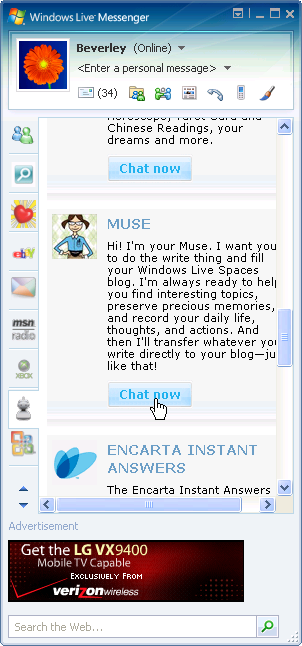 Windows Live Messenger
Beverley (Online)
<Enter a personal message>
(34)
Horoscope, Tarot Card and
Chinese Readings, your
dreams and more.
Chat now
MUSE
Hi! I'm your Muse. I want you
to do the write thing and fill
your Windows Live Spaces
blog. I'm always ready to help
you find interesting topics,
preserve precious memories,
and record your daily life,
thoughts, and actions. And
then I'll transfer whatever you
write directly to your blog—ju
like that!
Chat now
ENCARTA INSTANT
ANSWERS
The Encarta Instant Answers
ebY
msn
radio
XBOX
Advertisement
Get the LG VX9400
Mobile TV Capable
Exclusively From
verizonwireless
Search the Web...